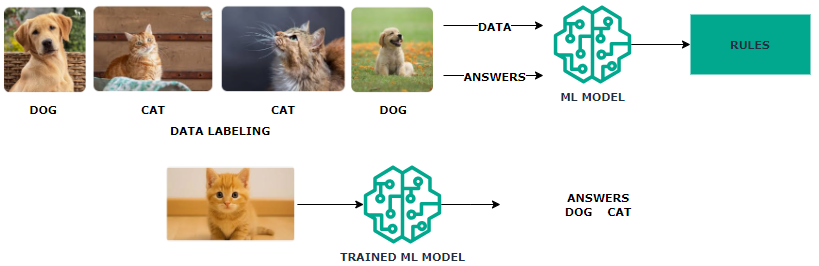 DATA
RULES
ANSWERS
ML MODEL
DOG
CAT
CAT
DOG
DATA LABELING
ANSWERS
DOG CAT
TRAINED ML MODEL